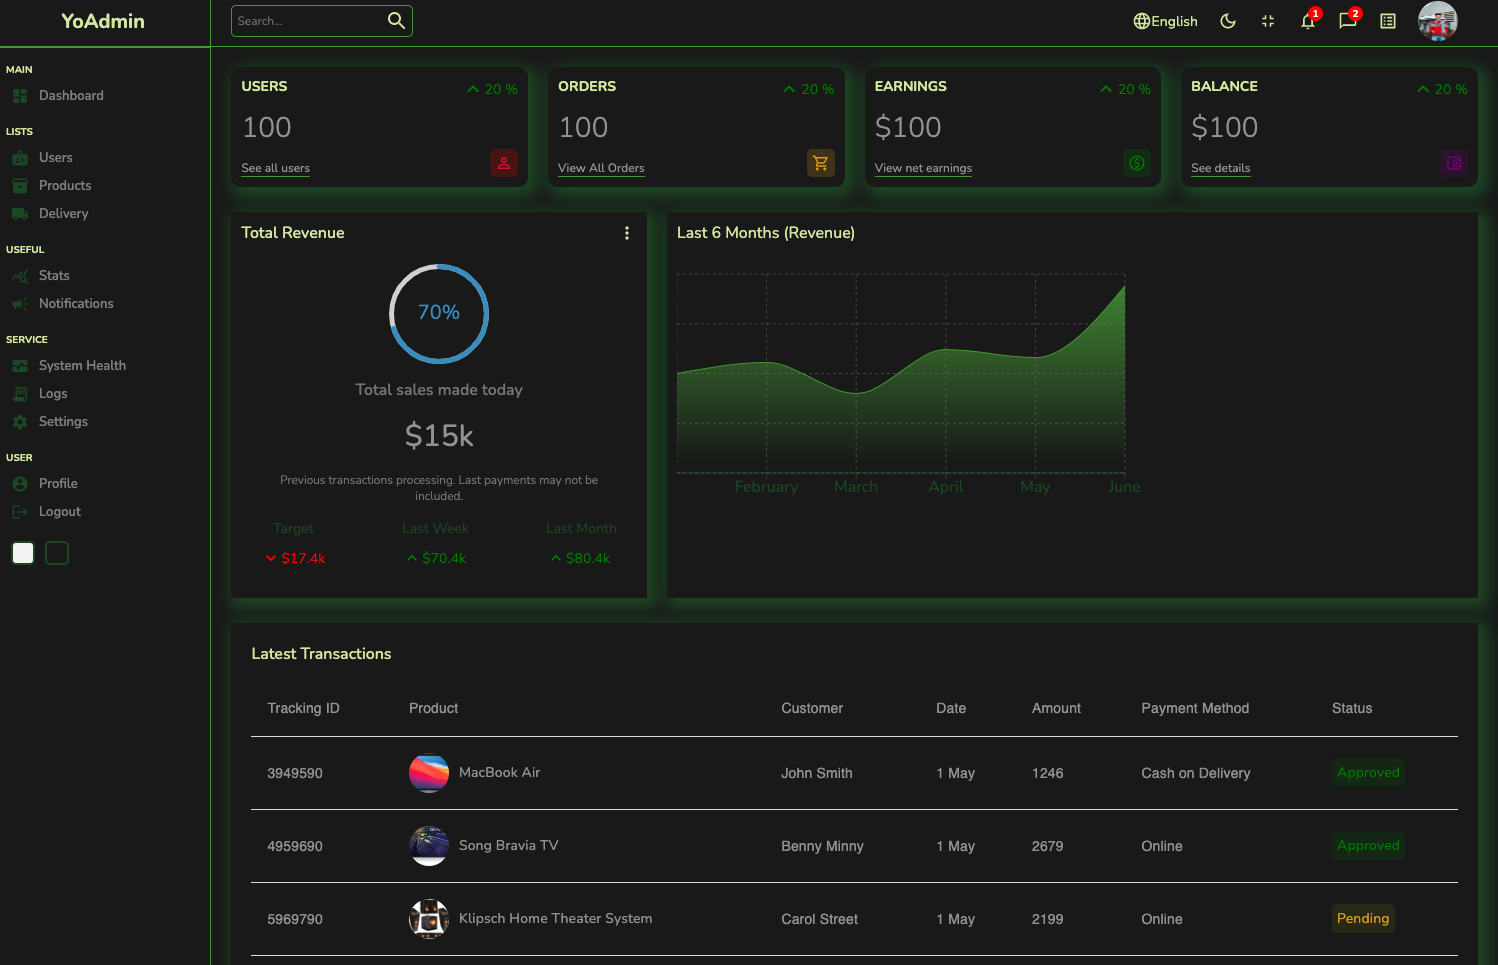 YoAdmin
Search...
English
1
2
MAIN
Dashboard
LISTS
Users
Products
Delivery
USEFUL
Stats
Notifications
SERVICE
System Health
Logs
Settings
USER
Profile
Logout
USERS
20 %
100
See all users
ORDERS
20 %
100
View All Orders
EARNINGS
20 %
$100
View net earnings
BALANCE
20 %
$100
See details
Total Revenue
70%
Total sales made today
$15k
Previous transactions processing. Last payments may not be
included.
Target Last Week Last Month
$17.4k $70.4k $80.4k
Last 6 Months (Revenue)
February March April May June
Latest Transactions
Tracking ID Product Customer Date Amount Payment Method Status
3949590 MacBook Air John Smith 1 May 1246 Cash on Delivery Approved
4959690 Song Bravia TV Benny Minny 1 May 2679 Online Approved
5969790 Klipsch Home Theater System Carol Street 1 May 2199 Online Pending